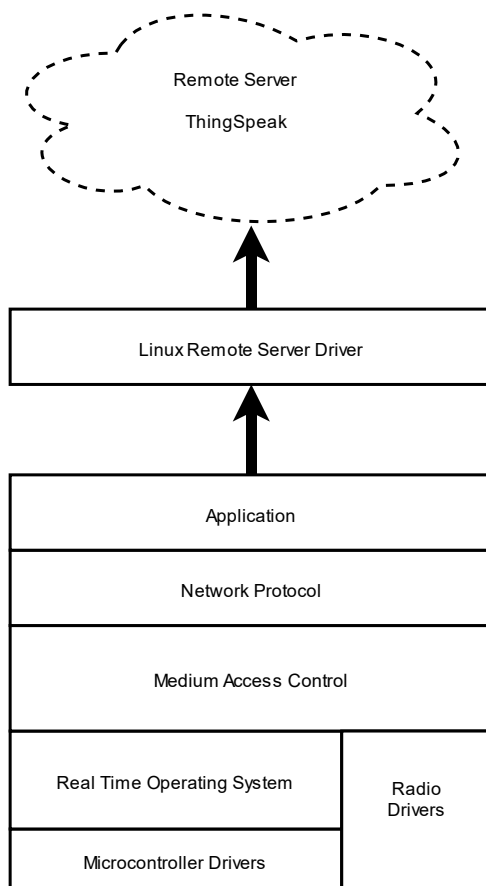 Remote Server
ThingSpeak
Linux Remote Server Driver
Application
Network Protocol
Medium Access Control
Real Time Operating System
Radio
Drivers
Microcontroller Drivers